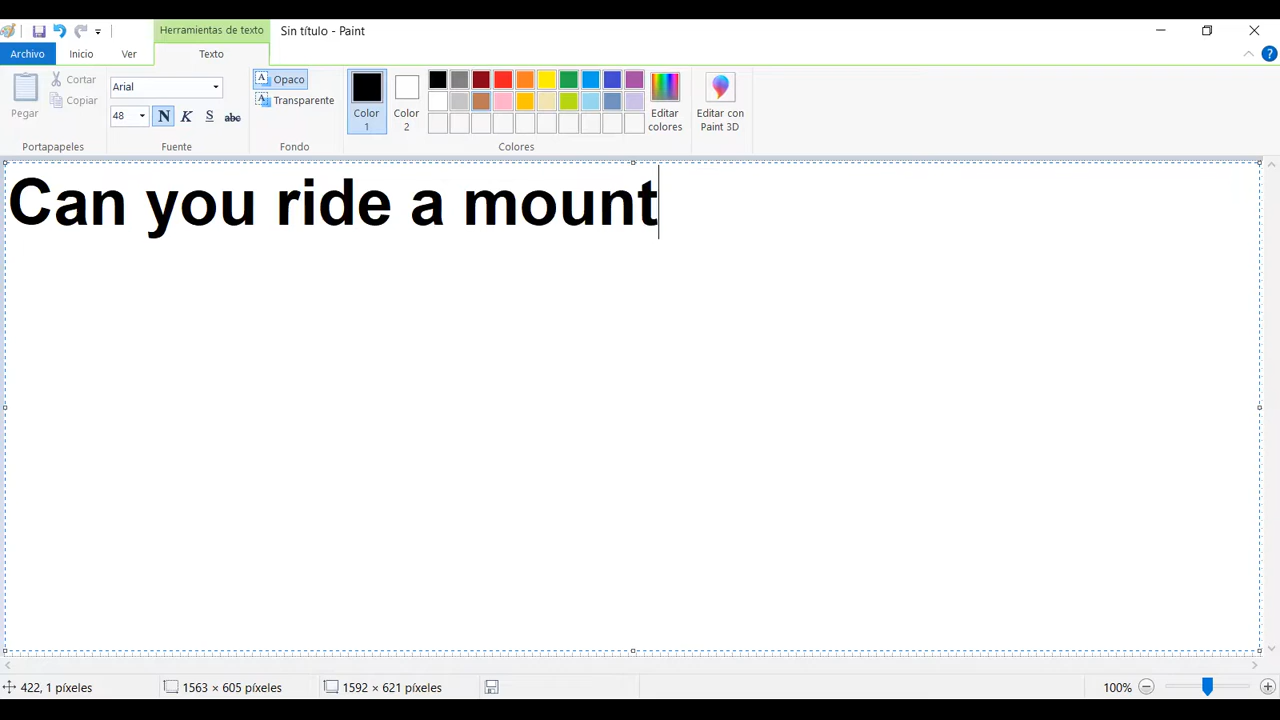 Herramientas de texto
Sin título - Paint
Archivo Inicio Ver Texto
Pegar
Cortar
Copiar
Portapapeles
Arial
48 N K S abc
Fuente
Opaco
Transparente
Fondo
Color 1
Color 2
Editar colores
Colores
Editar con Paint 3D
Can you ride a mount
422, 1 píxeles 1563 × 605 píxeles 1592 × 621 píxeles 100%